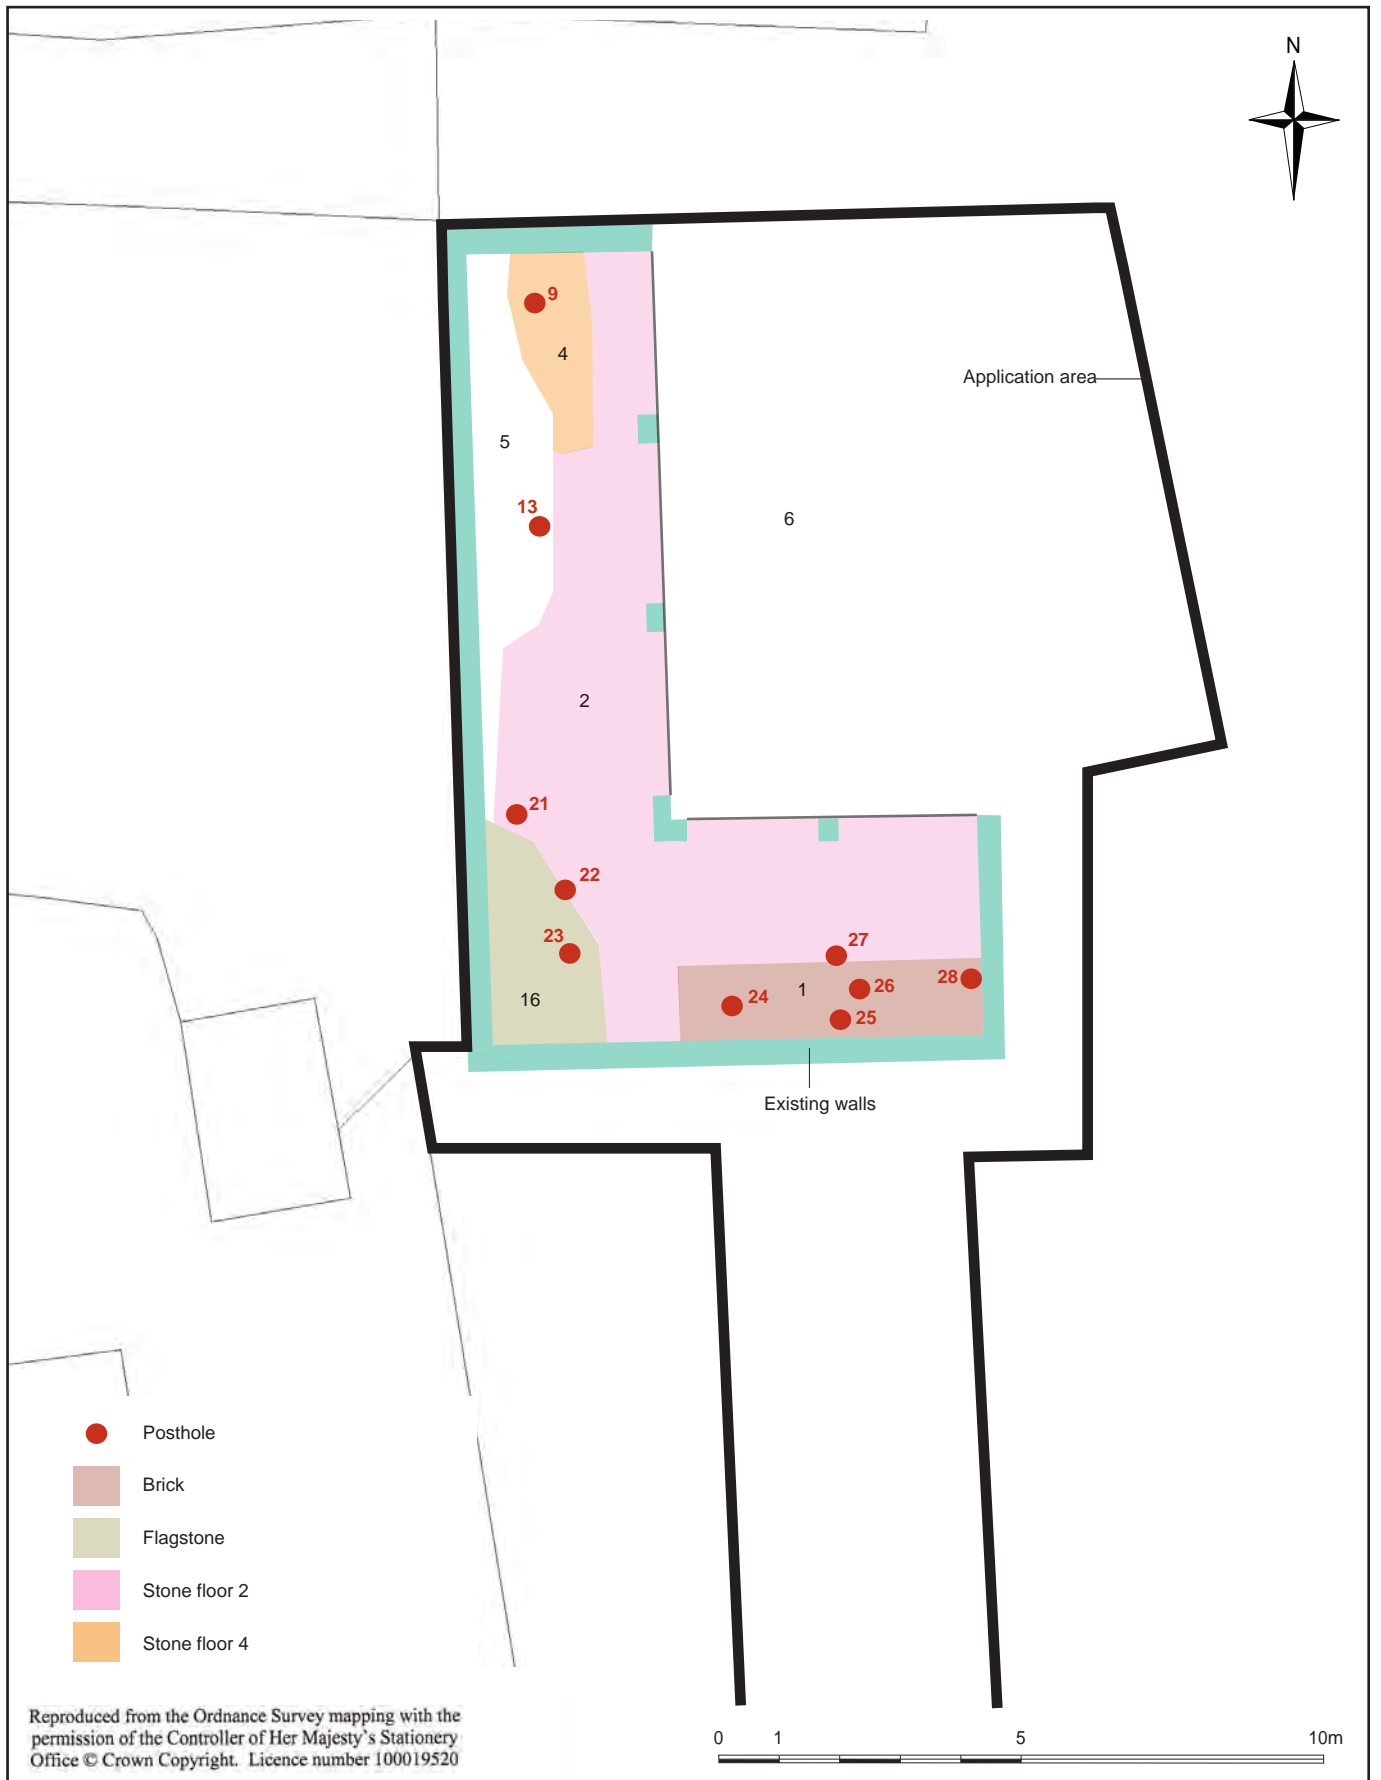 N
9
4
Application area
5
13
6
2
21
22
23
27
28
24
1
26
16
25
Existing walls
Posthole
Brick
Flagstone
Stone floor 2
Stone floor 4
Reproduced from the Ordnance Survey mapping with the
permission of the Controller of Her Majesty's Stationery
Office © Crown Copyright. Licence number 100019520
0 1 5 10m